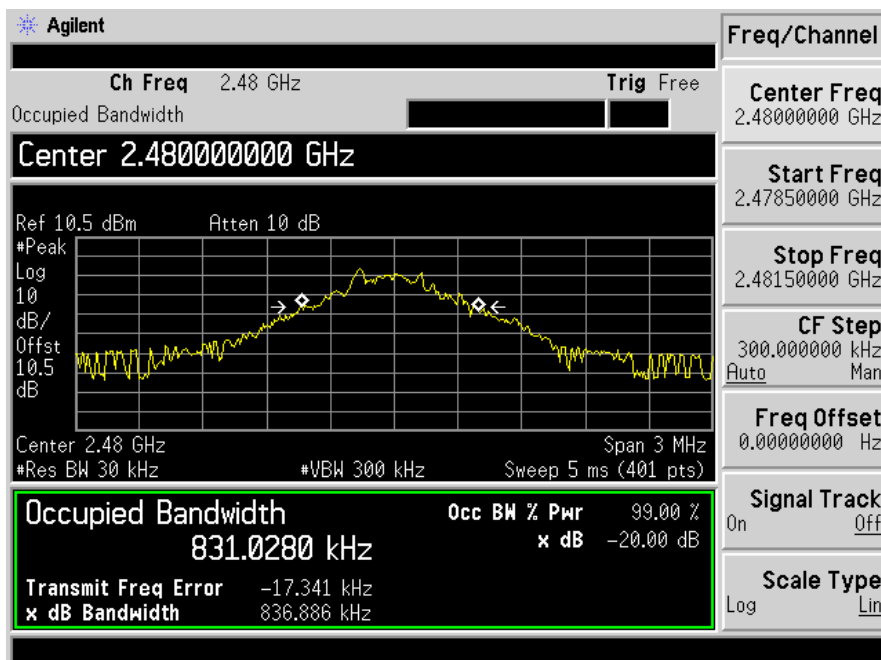 Agilent
Freq/Channel
Ch Freq 2.48 GHz Trig Free
Occupied Bandwidth
Center 2.480000000 GHz
Ref 10.5 dBm Atten 10 dB
#Peak
Log
10
dB/
Offst
10.5
dB
Center 2.48 GHz Span 3 MHz
#Res BW 30 kHz #VBW 300 kHz Sweep 5 ms (401 pts)
Occupied Bandwidth Occ BW % Pwr 99.00 %
831.0280 kHz x dB -20.00 dB
Transmit Freq Error -17.341 kHz
x dB Bandwidth 836.886 kHz
Center Freq
2.48000000 GHz
Start Freq
2.47850000 GHz
Stop Freq
2.48150000 GHz
CF Step
300.000000 kHz
Auto Man
Freq Offset
0.00000000 Hz
Signal Track
On Off
Scale Type
Log Lin